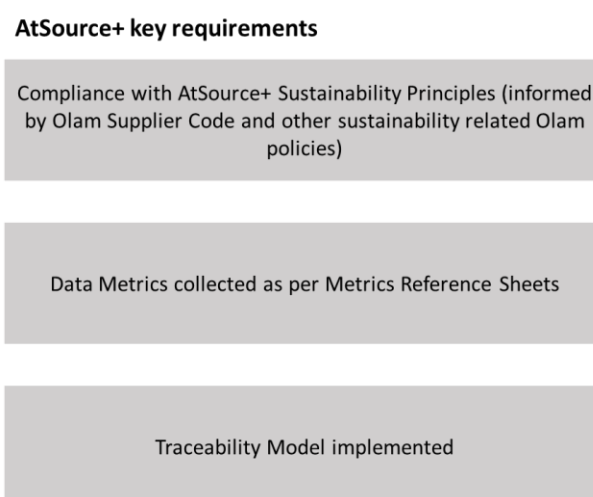 AtSource+ key requirements
Compliance with AtSource+ Sustainability Principles (informed
by Olam Supplier Code and other sustainability related Olam
policies)
Data Metrics collected as per Metrics Reference Sheets
Traceability Model implemented